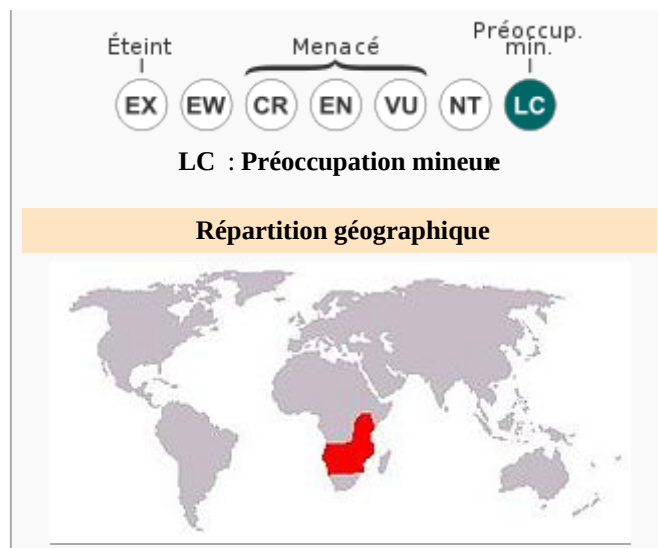 Éteint Menacé Préoccup. min.
EX EW CR EN VU NT LC
LC : Préoccupation mineure
Répartition géographique